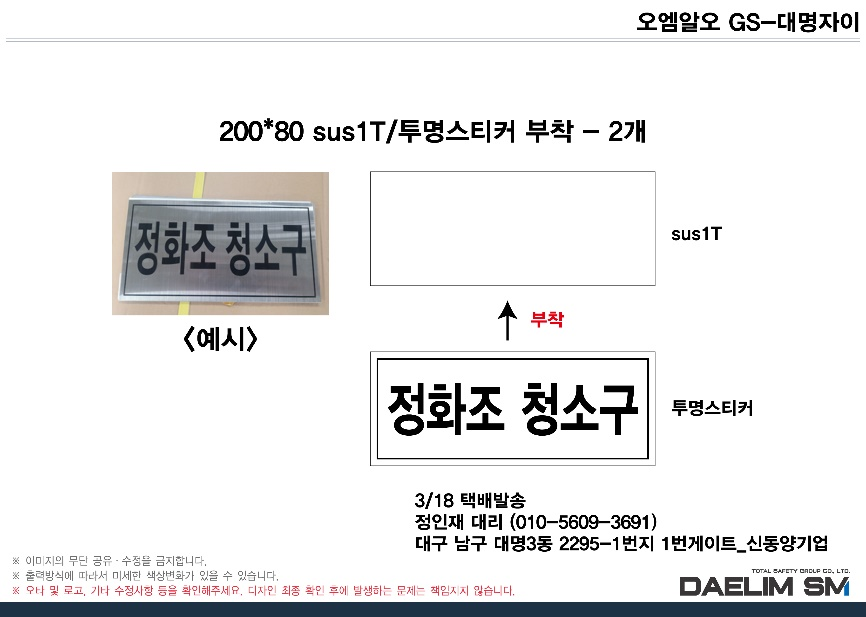 오엠알오 GS-대명자이
200*80 sus1T/투명스티커 부착 - 2개
정화조 청소구
sus1T
부착
<예시>
정화조 청소구
투명스티커
3/18 택배발송
정인재 대리 (010-5609-3691)
대구 남구 대명3동 2295-1번지 1번게이트_신동양기업
※ 이미지의 무단 공유·수정을 금지합니다.
※ 출력방식에 따라서 미세한 색상변화가 있을 수 있습니다.
※ 오타 및 로고, 기타 수정사항 등을 확인해주세요. 디자인 최종 확인 후에 발생하는 문제는 책임지지 않습니다.
TOTAL SAFETY GROUP CO., LTD.
DAELIM SM